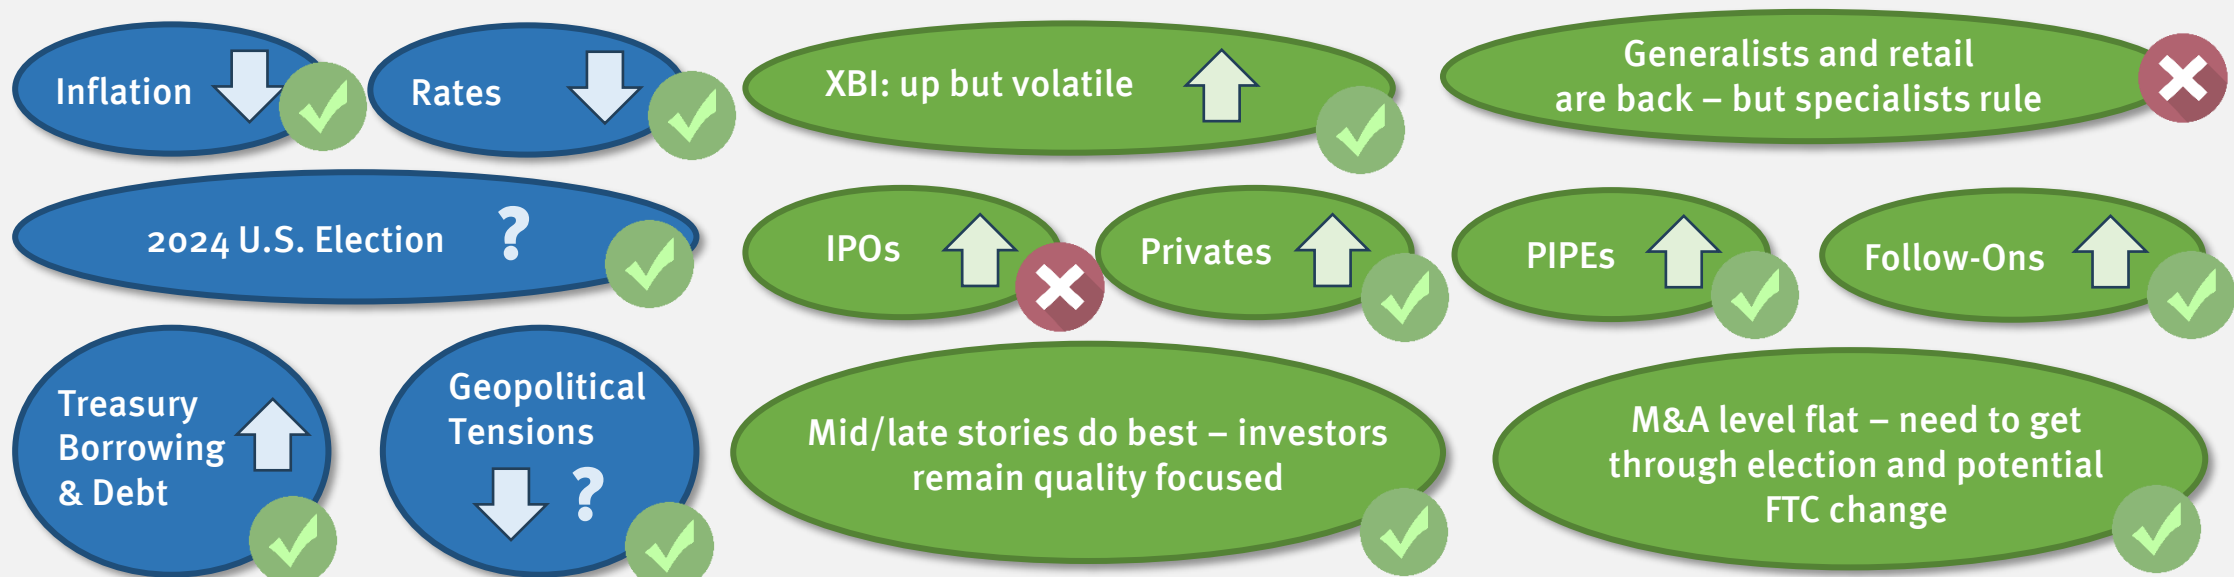 Inflation
Rates
XBI: up but volatile
Generalists and retail
are back – but specialists rule
2024 U.S. Election ?
IPOs
Privates
PIPEs
Follow-Ons
Treasury
Borrowing
& Debt
Geopolitical
Tensions
?
Mid/late stories do best – investors
remain quality focused
M&A level flat – need to get
through election and potential
FTC change